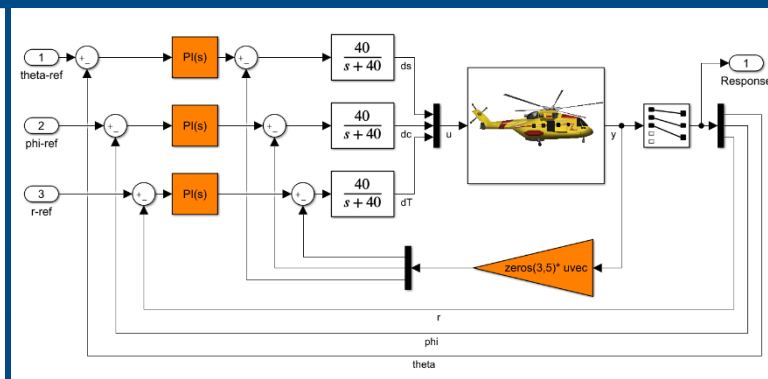 1
theta-ref
+
-
PI(s)
+
-
40
s + 40
ds
1
Response
2
phi-ref
+
-
PI(s)
+
-
40
s + 40
dc
u
y
3
r-ref
+
-
PI(s)
+
-
40
s + 40
dT
zeros(3,5)* uvec
r
phi
theta